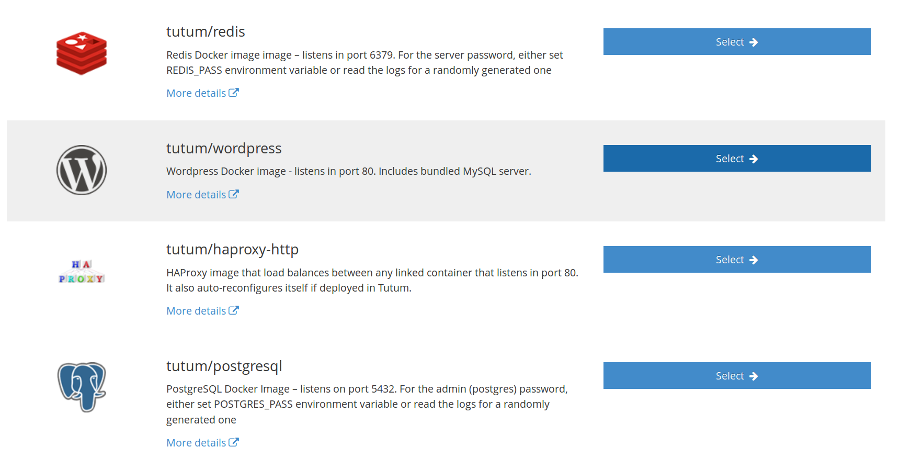 tutum/redis
Select
Redis Docker image image – listens in port 6379. For the server password, either set
REDIS_PASS environment variable or read the logs for a randomly generated one
More details
tutum/wordpress
Select
Wordpress Docker image - listens in port 80. Includes bundled MySQL server.
More details
tutum/haproxy-http
HA
PROXY
Select
HAProxy image that load balances between any linked container that listens in port 80.
It also auto-reconfigures itself if deployed in Tutum.
More details
tutum/postgresql
Select
PostgreSQL Docker Image – listens on port 5432. For the admin (postgres) password,
either set POSTGRES_PASS environment variable or read the logs for a randomly
generated one
More details